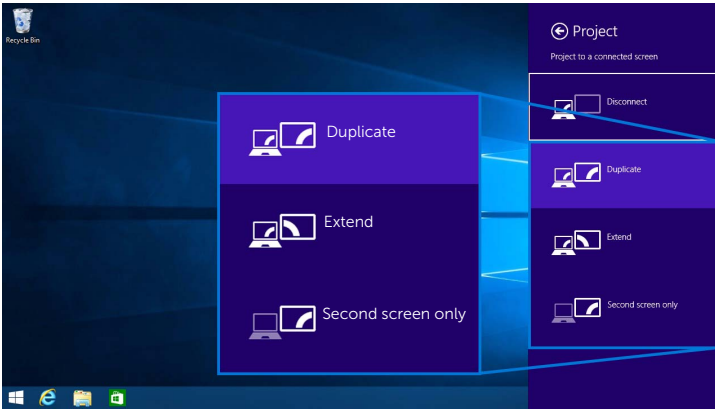 Recycle Bin
Project
Project to a connected screen
Disconnect
Duplicate
Extend
Second screen only
Duplicate
Extend
Second screen only